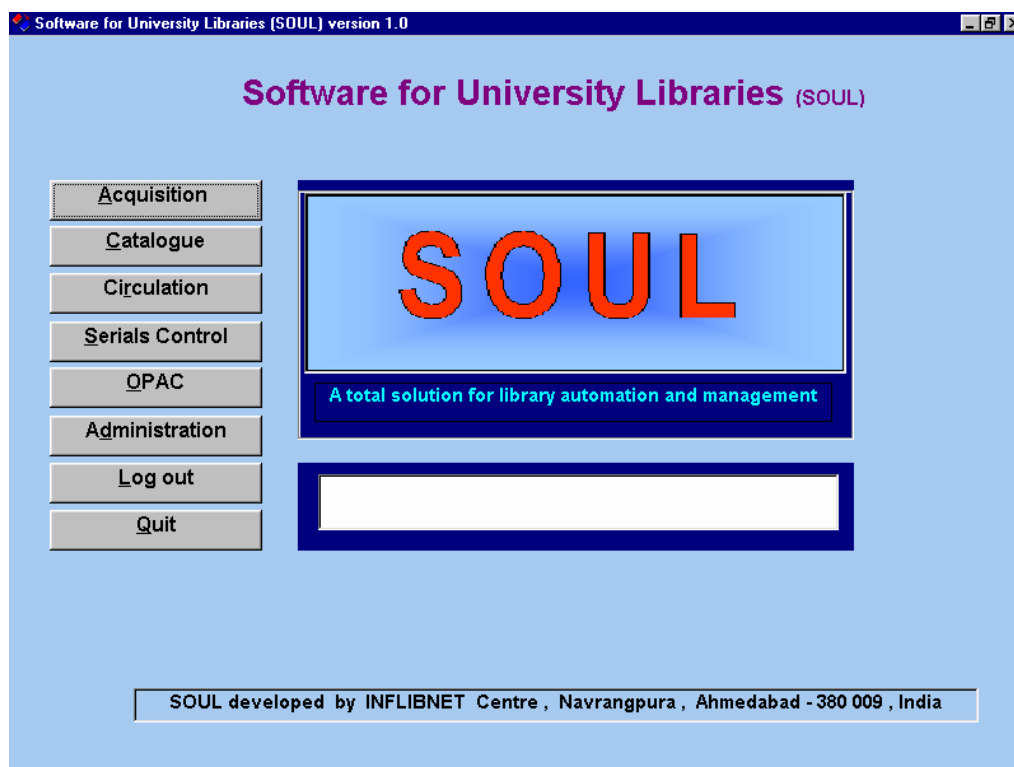 Software for University Libraries (SOUL) version 1.0
Software for University Libraries (SOUL)
Acquisition
Catalogue
Circulation
Serials Control
OPAC
Administration
Log out
Quit
SOUL
A total solution for library automation and management
SOUL developed by INFLIBNET Centre , Navrangpura , Ahmedabad - 380 009 , India